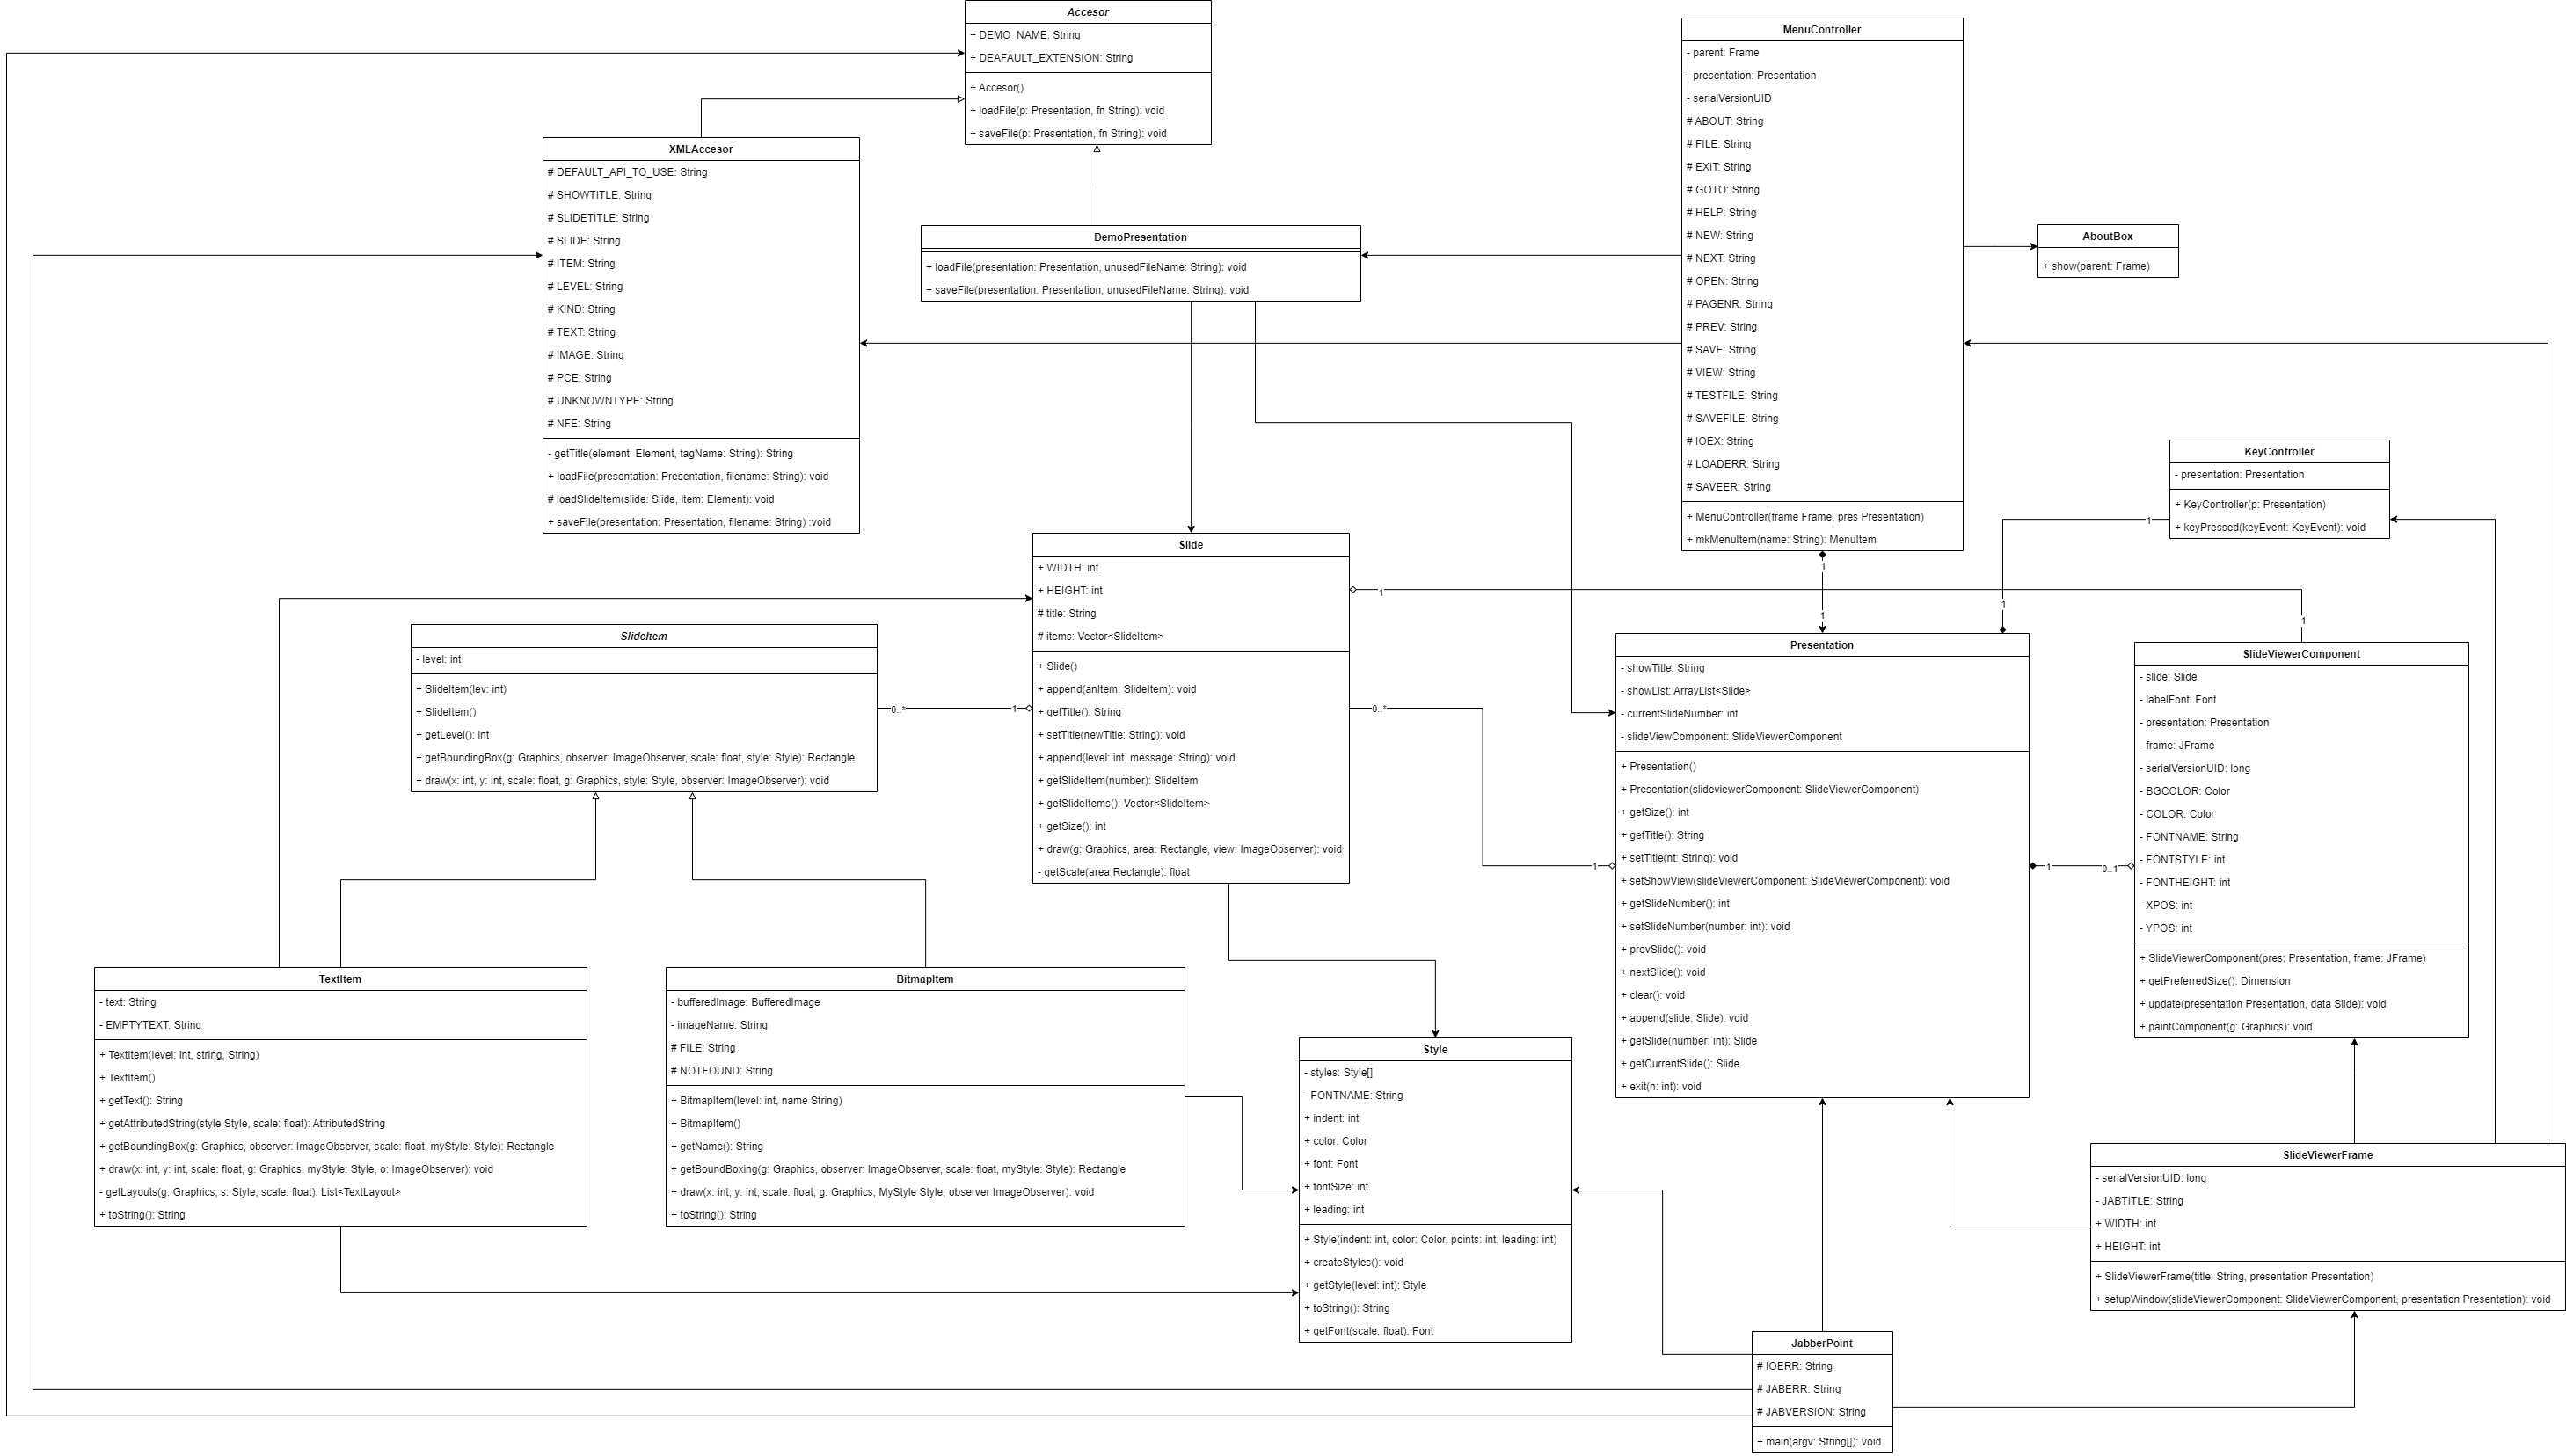 Accesor
+ DEMO_NAME: String
+ DEAFAULT_EXTENSION: String
+ Accesor()
+ loadFile(p: Presentation, fn String): void
+ saveFile(p: Presentation, fn String): void
MenuController
- parent: Frame
- presentation: Presentation
- serialVersionUID
# ABOUT: String
# FILE: String
# EXIT: String
# GOTO: String
# HELP: String
# NEW: String
# NEXT: String
# OPEN: String
# PAGENR: String
# PREV: String
# SAVE: String
# VIEW: String
# TESTFILE: String
# SAVEFILE: String
# IOEX: String
# LOADERR: String
# SAVEER: String
+ MenuController(frame Frame, pres Presentation)
+ mkMenuItem(name: String): MenuItem
XMLAccesor
# DEFAULT_API_TO_USE: String
# SHOWTITLE: String
# SLIDETITLE: String
# SLIDE: String
# ITEM: String
# LEVEL: String
# KIND: String
# TEXT: String
# IMAGE: String
# PCE: String
# UNKNOWNTYPE: String
# NFE: String
- getTitle(element: Element, tagName: String): String
+ loadFile(presentation: Presentation, filename: String): void
# loadSlideItem(slide: Slide, item: Element): void
+ saveFile(presentation: Presentation, filename: String) :void
DemoPresentation
+ loadFile(presentation: Presentation, unusedFileName: String): void
+ saveFile(presentation: Presentation, unusedFileName: String): void
AboutBox
+ show(parent: Frame)
KeyController
- presentation: Presentation
+ KeyController(p: Presentation)
+ keyPressed(keyEvent: KeyEvent): void
1
1
1
1
1
1
Slide
+ WIDTH: int
+ HEIGHT: int
# title: String
# items: Vector<SlideItem>
+ Slide()
+ append(anItem: SlideItem): void
+ getTitle(): String
+ setTitle(newTitle: String): void
+ append(level: int, message: String): void
+ getSlideItem(number): SlideItem
+ getSlideItems(): Vector<SlideItem>
+ getSize(): int
+ draw(g: Graphics, area: Rectangle, view: ImageObserver): void
- getScale(area Rectangle): float
SlideItem
- level: int
+ SlideItem(lev: int)
+ SlideItem()
+ getLevel(): int
+ getBoundingBox(g: Graphics, observer: ImageObserver, scale: float, style: Style): Rectangle
+ draw(x: int, y: int, scale: float, g: Graphics, style: Style, observer: ImageObserver): void
0..*
1
0..*
1
Presentation
- showTitle: String
- showList: ArrayList<Slide>
- currentSlideNumber: int
- slideViewComponent: SlideViewerComponent
+ Presentation()
+ Presentation(slideviewerComponent: SlideViewerComponent)
+ getSize(): int
+ getTitle(): String
+ setTitle(nt: String): void
+ setShowView(slideViewerComponent: SlideViewerComponent): void
+ getSlideNumber(): int
+ setSlideNumber(number: int): void
+ prevSlide(): void
+ nextSlide(): void
+ clear(): void
+ append(slide: Slide): void
+ getSlide(number: int): Slide
+ getCurrentSlide(): Slide
+ exit(n: int): void
1
0..1
SlideViewerComponent
- slide: Slide
- labelFont: Font
- presentation: Presentation
- frame: JFrame
- serialVersionUID: long
- BGCOLOR: Color
- COLOR: Color
- FONTNAME: String
- FONTSTYLE: int
- FONTHEIGHT: int
- XPOS: int
- YPOS: int
+ SlideViewerComponent(pres: Presentation, frame: JFrame)
+ getPreferredSize(): Dimension
+ update(presentation Presentation, data Slide): void
+ paintComponent(g: Graphics): void
TextItem
- text: String
- EMPTYTEXT: String
+ TextItem(level: int, string, String)
+ TextItem()
+ getText(): String
+ getAttributedString(style Style, scale: float): AttributedString
+ getBoundingBox(g: Graphics, observer: ImageObserver, scale: float, myStyle: Style): Rectangle
+ draw(x: int, y: int, scale: float, g: Graphics, myStyle: Style, o: ImageObserver): void
- getLayouts(g: Graphics, s: Style, scale: float): List<TextLayout>
+ toString(): String
BitmapItem
- bufferedImage: BufferedImage
- imageName: String
# FILE: String
# NOTFOUND: String
+ BitmapItem(level: int, name String)
+ BitmapItem()
+ getName(): String
+ getBoundBoxing(g: Graphics, observer: ImageObserver, scale: float, myStyle: Style): Rectangle
+ draw(x: int, y: int, scale: float, g: Graphics, MyStyle Style, observer ImageObserver): void
+ toString(): String
Style
- styles: Style[]
- FONTNAME: String
+ indent: int
+ color: Color
+ font: Font
+ fontSize: int
+ leading: int
+ Style(indent: int, color: Color, points: int, leading: int)
+ createStyles(): void
+ getStyle(level: int): Style
+ toString(): String
+ getFont(scale: float): Font
SlideViewerFrame
- serialVersionUID: long
- JABTITLE: String
+ WIDTH: int
+ HEIGHT: int
+ SlideViewerFrame(title: String, presentation Presentation)
+ setupWindow(slideViewerComponent: SlideViewerComponent, presentation Presentation): void
JabberPoint
# IOERR: String
# JABERR: String
# JABVERSION: String
+ main(argv: String[]): void